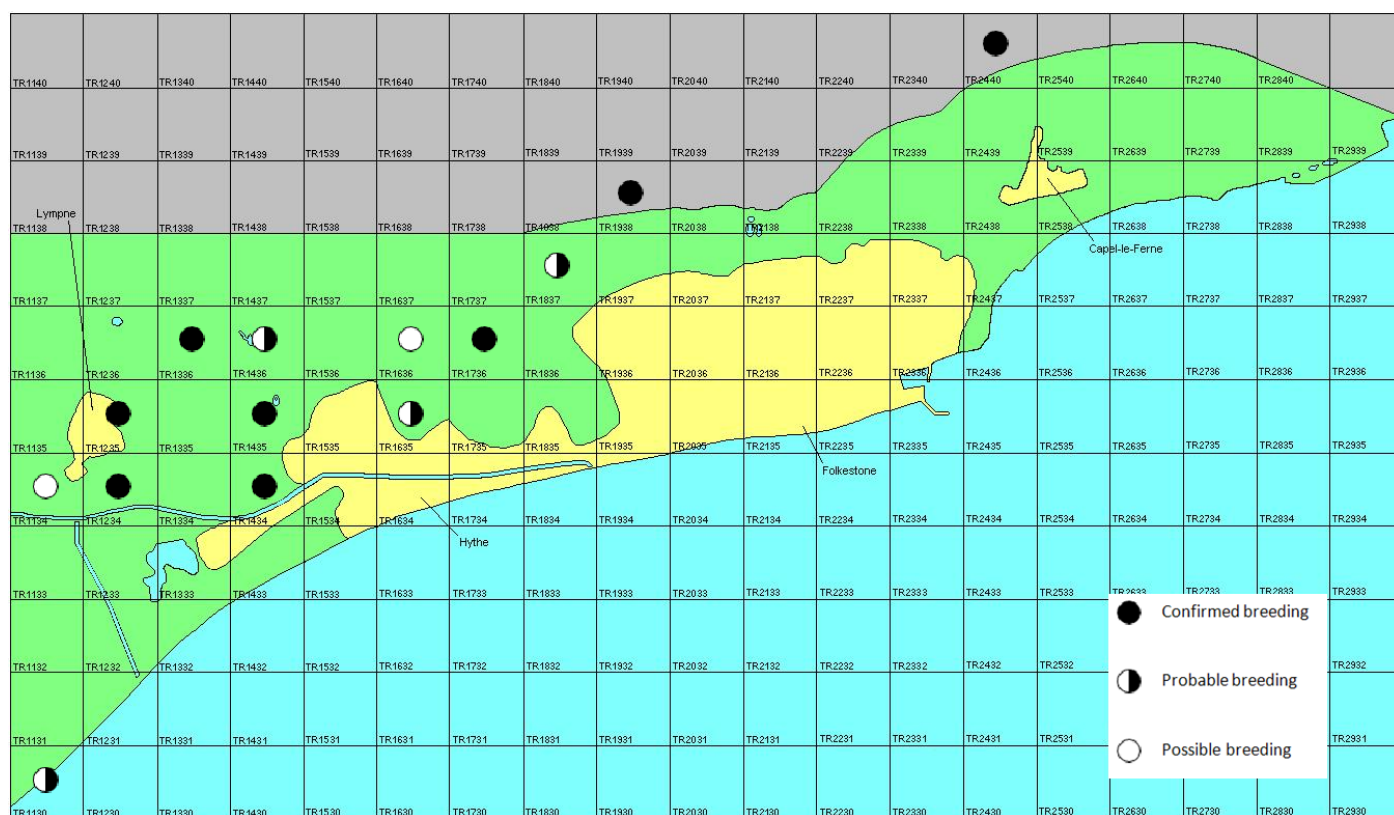 TR1140 TR1240 TR1340 TR1440 TR1540 TR1640 TR1740 TR1840 TR1940 TR2040 TR2140 TR2240 TR2340 TR2440 TR2540 TR2640 TR2740 TR2840
TR1139 TR1239 TR1339 TR1439 TR1539 TR1639 TR1739 TR1839 TR1939 TR2039 TR2139 TR2239 TR2339 TR2439 TR2539 TR2639 TR2739 TR2839 TR2939
Lympne
TR1138 TR1238 TR1338 TR1438 TR1538 TR1638 TR1738 TR1938 TR2038 TR2138 TR2238 TR2338 TR2438 TR2538 TR2638 TR2738 TR2838 TR2938
Capel-le-Ferne
TR1137 TR1237 TR1337 TR1437 TR1537 TR1637 TR1737 TR1837 TR1937 TR2037 TR2137 TR2237 TR2337 TR2437 TR2537 TR2637 TR2737 TR2837 TR2937
TR1136 TR1236 TR1336 TR1436 TR1536 TR1636 TR1736 TR1836 TR1936 TR2036 TR2136 TR2236 TR2336 TR2436 TR2536 TR2636 TR2736 TR2836 TR2936
TR1135 TR1235 TR1335 TR1435 TR1535 TR1635 TR1735 TR1835 TR1935 TR2035 TR2135 TR2235 TR2335 TR2435 TR2535 TR2635 TR2735 TR2835 TR2935
Folkestone
TR1134 TR1234 TR1334 TR1434 TR1534 TR1634 TR1734 TR1834 TR1934 TR2034 TR2134 TR2234 TR2334 TR2434 TR2534 TR2634 TR2734 TR2834 TR2934
Hythe
TR1133 TR1233 TR1333 TR1433 TR1533 TR1633 TR1733 TR1833 TR1933 TR2033 TR2133 TR2233 TR2333 TR2433 TR2533 TR2633 TR2733 TR2833 TR2933
Confirmed breeding
TR1132 TR1232 TR1332 TR1432 TR1532 TR1632 TR1732 TR1832 TR1932 TR2032 TR2132 TR2232 TR2332 TR2432 TR2532 TR2932
Probable breeding
TR1131 TR1231 TR1331 TR1431 TR1531 TR1631 TR1731 TR1831 TR1931 TR2031 TR2131 TR2231 TR2331 TR2431 TR2531 TR2931
Possible breeding
TR1130 TR1230 TR1330 TR1430 TR1530 TR1630 TR1730 TR1830 TR1930 TR2030 TR2130 TR2230 TR2330 TR2430 TR2530 TR2630 TR2730 TR2830 TR2930